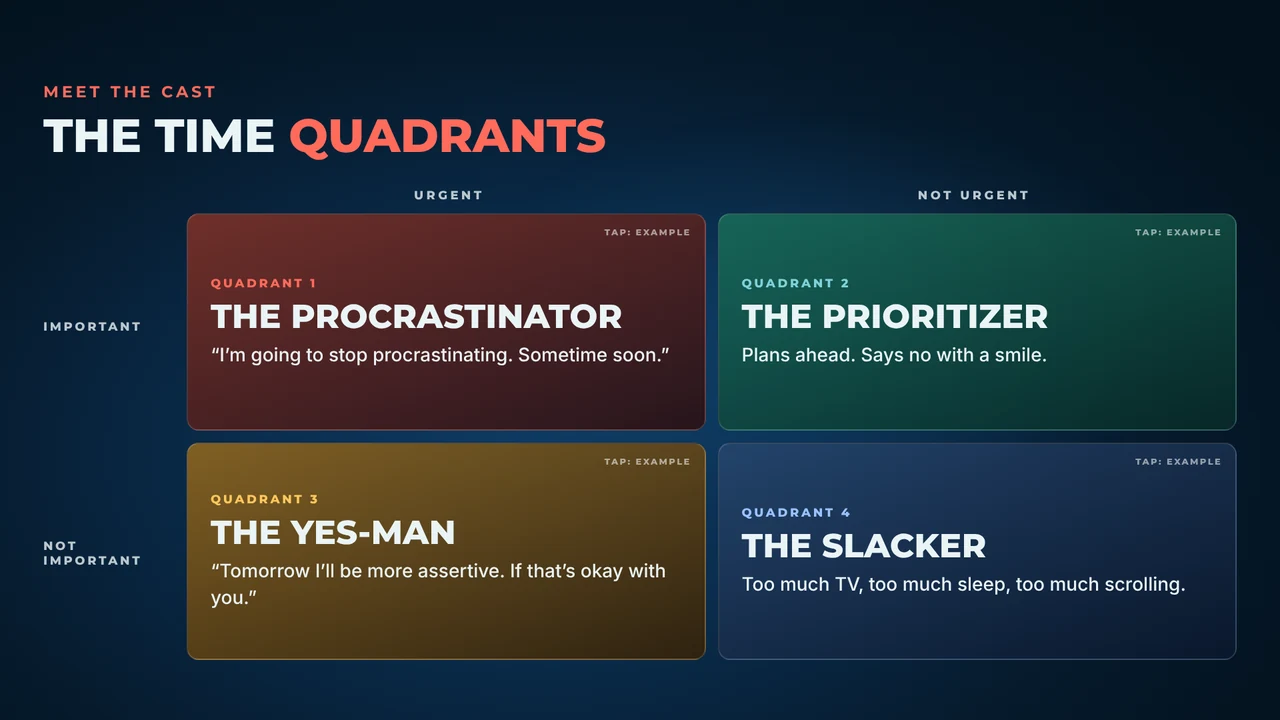 MEET THE CAST
THE TIME QUADRANTS
URGENT
NOT URGENT
IMPORTANT
TAP: EXAMPLE
QUADRANT 1
THE PROCRASTINATOR
“I’m going to stop procrastinating. Sometime soon.”
TAP: EXAMPLE
QUADRANT 2
THE PRIORITIZER
Plans ahead. Says no with a smile.
NOT
IMPORTANT
TAP: EXAMPLE
QUADRANT 3
THE YES-MAN
“Tomorrow I’ll be more assertive. If that’s okay with
you.”
TAP: EXAMPLE
QUADRANT 4
THE SLACKER
Too much TV, too much sleep, too much scrolling.